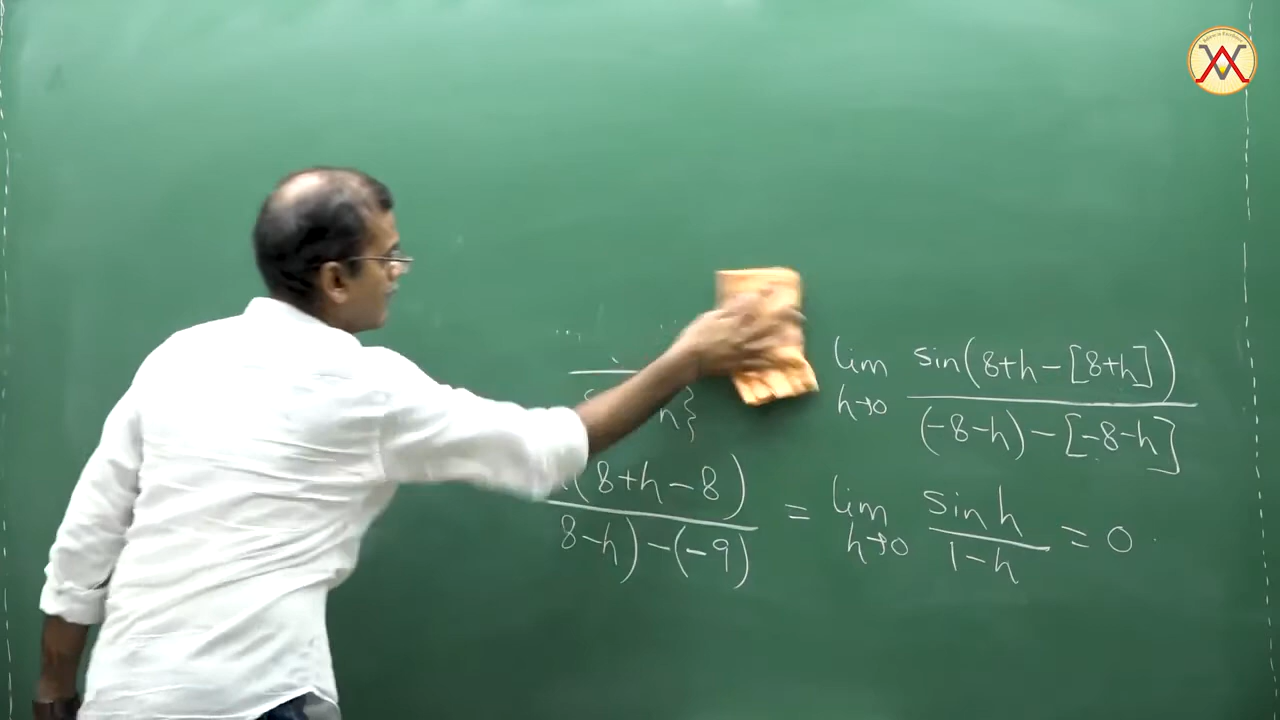 lim sin(8+h-[8+h])
h→0 (-8-h)-[-8-h]
h}
(8+h-8) = lim sin h = 0
8-h)-(-9) h→0 1-h